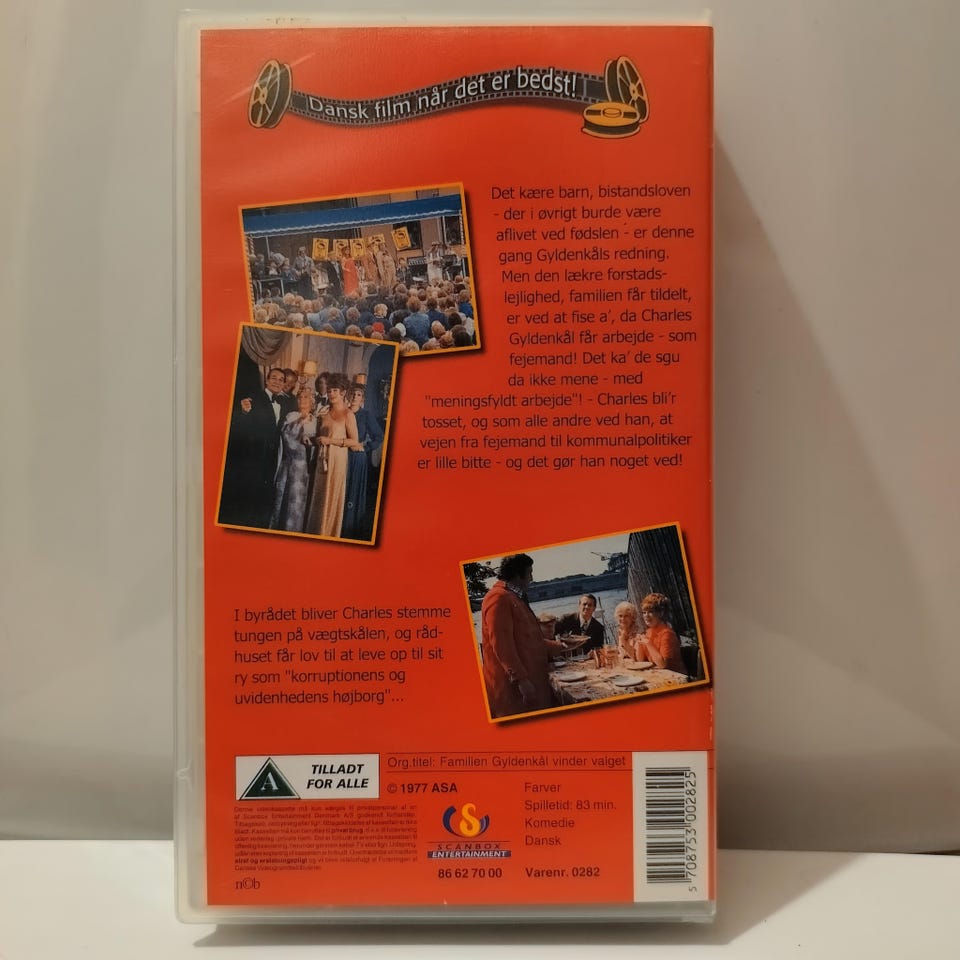 Dansk film når det er bedst!
Det kære barn, bistandsloven
- der i øvrigt burde være
aflivet ved fødslen - er denne
gang Gyldenkåls redning.
Men den lækre forstads-
lejlighed, familien får tildelt,
er ved at fise a', da Charles
Gyldenkål får arbejde - som
fejemand! Det ka' de sgu
da ikke mene - med
"meningsfyldt arbejde"! - Charles bli'r
tosset, og som alle andre ved han, at
vejen fra fejemand til kommunalpolitiker
er lille bitte - og det gør han noget ved!
I byrådet bliver Charles stemme
tungen på vægtskålen, og råd-
huset får lov til at leve op til sit
ry som "korruptionens og
uvidenhedens højborg"...
A
TILLADT
FOR ALLE
Org.titel: Familien Gyldenkål vinder valget
© 1977 ASA
Farver
Spilletid: 83 min.
Komedie
Dansk
S
SCANBOX
ENTERTAINMENT
86 62 70 00
Varenr. 0282
n©b
5 708753 002825